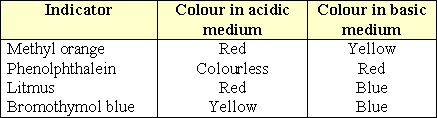 Indicator Colour in acidic medium Colour in basic medium
Methyl orange Red Yellow
Phenolphthalein Colourless Red
Litmus Red Blue
Bromothymol blue Yellow Blue